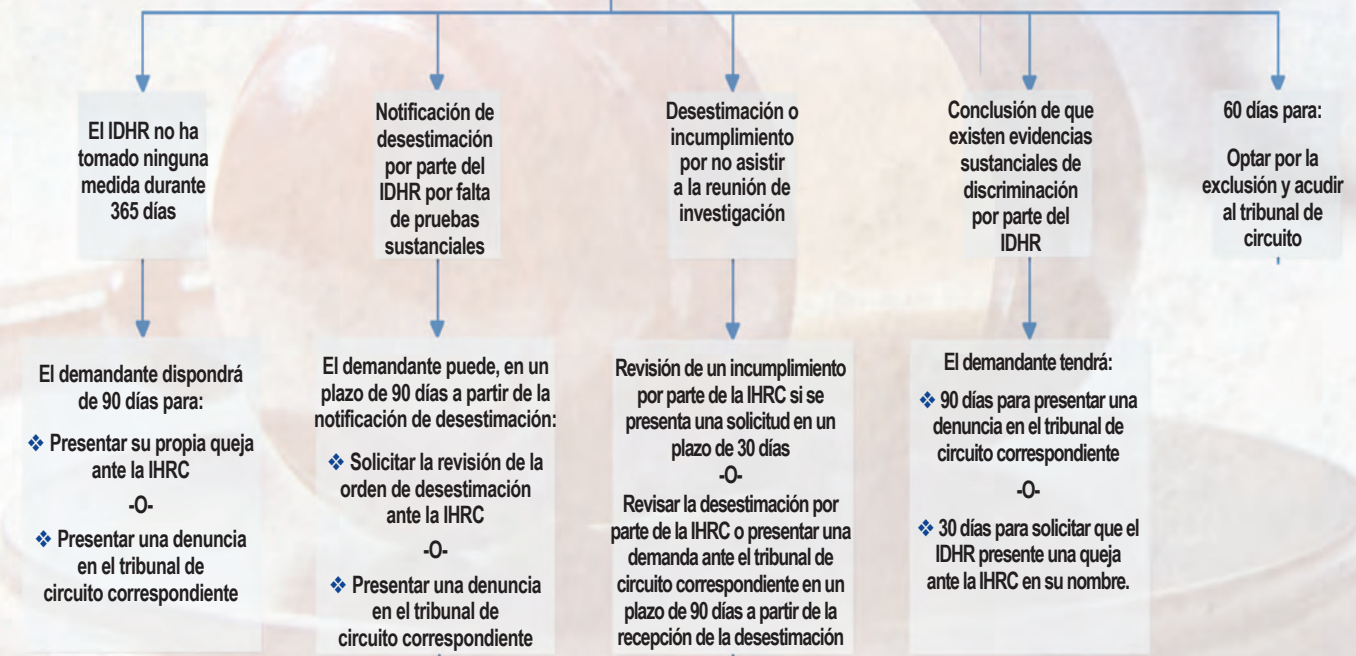 El IDHR no ha
tomado ninguna
medida durante
365 días
Notificación de
desestimación
por parte del
IDHR por falta
de pruebas
sustanciales
Desestimación o
incumplimiento
por no asistir
a la reunión de
investigación
Conclusión de que
existen evidencias
sustanciales de
discriminación
por parte del
IDHR
60 días para:
Optar por la
exclusión y acudir
al tribunal de
circuito
El demandante dispondrá
de 90 días para:
❖ Presentar su propia queja
ante la IHRC
-O-
❖ Presentar una denuncia
en el tribunal de
circuito correspondiente
El demandante puede, en un
plazo de 90 días a partir de la
notificación de desestimación:
❖ Solicitar la revisión de la
orden de desestimación
ante la IHRC
-O-
❖ Presentar una denuncia
en el tribunal de
circuito correspondiente
Revisión de un incumplimiento
por parte de la IHRC si se
presenta una solicitud en un
plazo de 30 días
-O-
Revisar la desestimación por
parte de la IHRC o presentar una
demanda ante el tribunal de
circuito correspondiente en un
plazo de 90 días a partir de la
recepción de la desestimación
El demandante tendrá:
❖ 90 días para presentar una
denuncia en el tribunal de
circuito correspondiente
-O-
❖ 30 días para solicitar que el
IDHR presente una queja
ante la IHRC en su nombre.